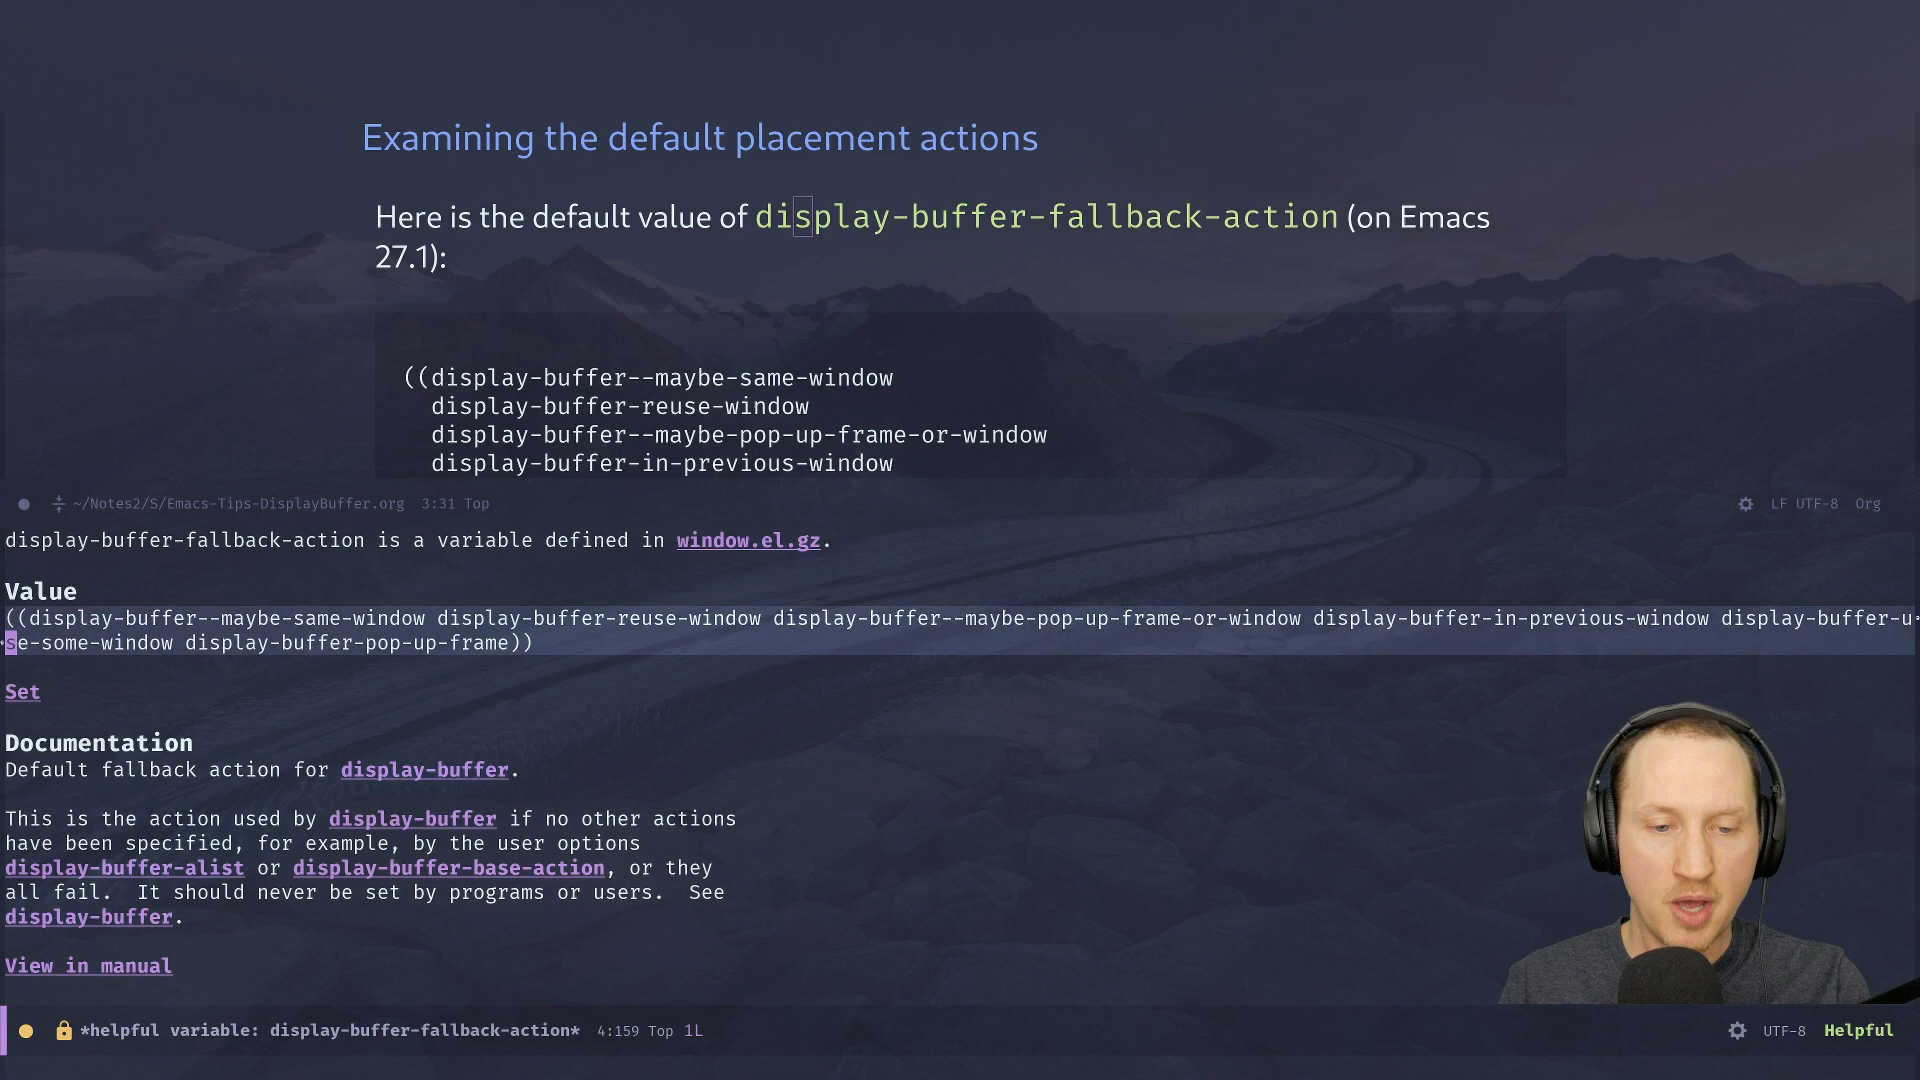 Examining the default placement actions
Here is the default value of display-buffer-fallback-action (on Emacs
27.1):
((display-buffer--maybe-same-window
display-buffer-reuse-window
display-buffer--maybe-pop-up-frame-or-window
display-buffer-in-previous-window
~/Notes2/S/Emacs-Tips-DisplayBuffer.org 3:31 Top LF UTF-8 Org
display-buffer-fallback-action is a variable defined in window.el.gz.
Value
((display-buffer--maybe-same-window display-buffer-reuse-window display-buffer--maybe-pop-up-frame-or-window display-buffer-in-previous-window display-buffer-u
se-some-window display-buffer-pop-up-frame))
Set
Documentation
Default fallback action for display-buffer.
This is the action used by display-buffer if no other actions
have been specified, for example, by the user options
display-buffer-alist or display-buffer-base-action, or they
all fail.  It should never be set by programs or users.  See
display-buffer.
View in manual
*helpful variable: display-buffer-fallback-action* 4:159 Top 1L UTF-8 Helpful